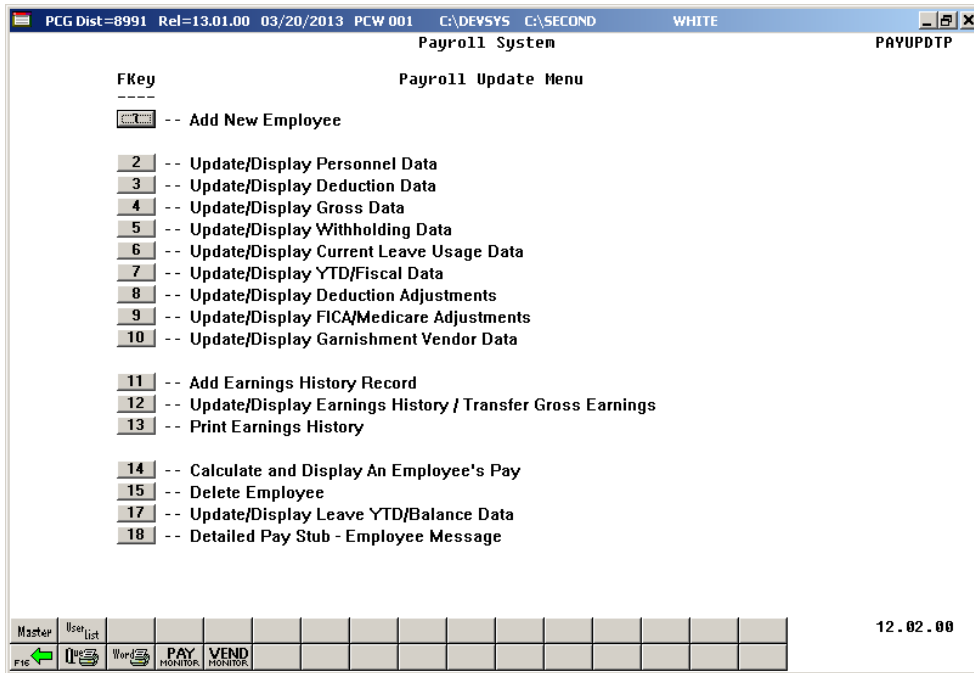 PCG Dist=8991 Rel=13.01.00 03/20/2013 PCW 001 C:\DEVSYS C:\SECOND WHITE
Payroll System PAYUPDTP
FKey Payroll Update Menu
----
1 -- Add New Employee
2 -- Update/Display Personnel Data
3 -- Update/Display Deduction Data
4 -- Update/Display Gross Data
5 -- Update/Display Withholding Data
6 -- Update/Display Current Leave Usage Data
7 -- Update/Display YTD/Fiscal Data
8 -- Update/Display Deduction Adjustments
9 -- Update/Display FICA/Medicare Adjustments
10 -- Update/Display Garnishment Vendor Data
11 -- Add Earnings History Record
12 -- Update/Display Earnings History / Transfer Gross Earnings
13 -- Print Earnings History
14 -- Calculate and Display An Employee's Pay
15 -- Delete Employee
17 -- Update/Display Leave YTD/Balance Data
18 -- Detailed Pay Stub - Employee Message
Master User List 12.02.00
F16 Que Word PAY MONITOR VEND MONITOR